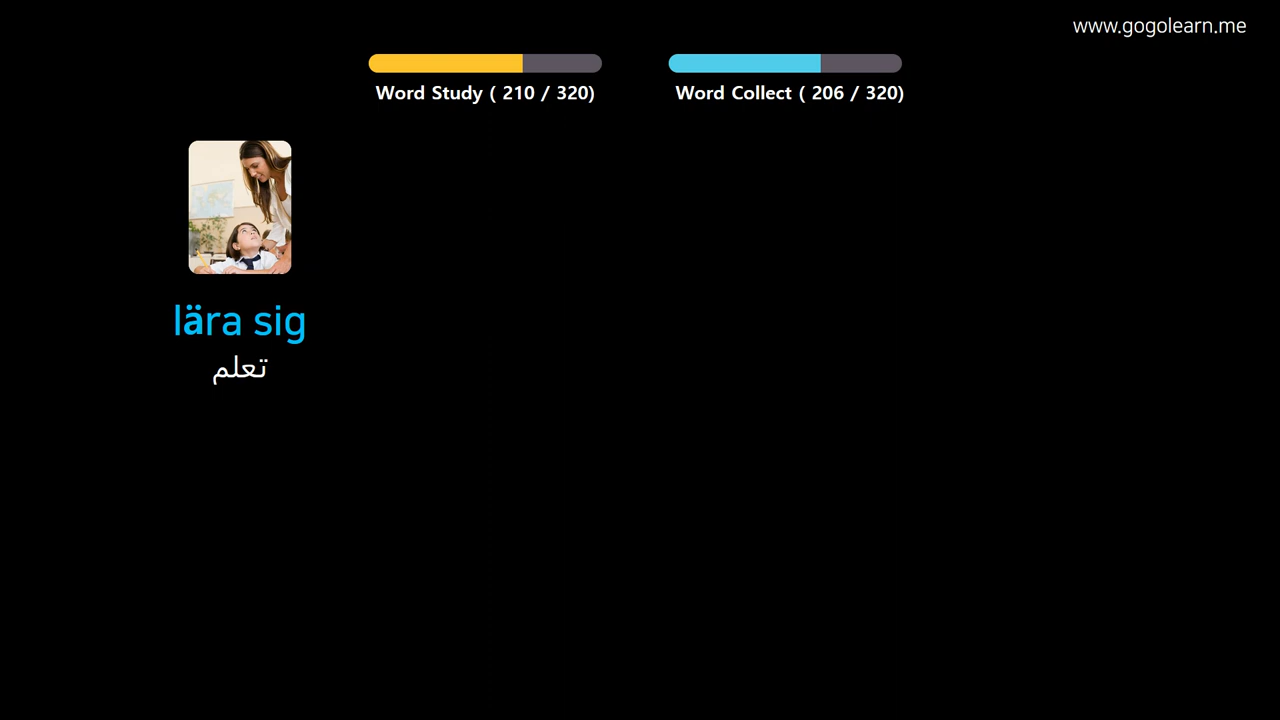 www.gogolearn.me
Word Study ( 210 / 320)
Word Collect ( 206 / 320)
lära sig
تعلم